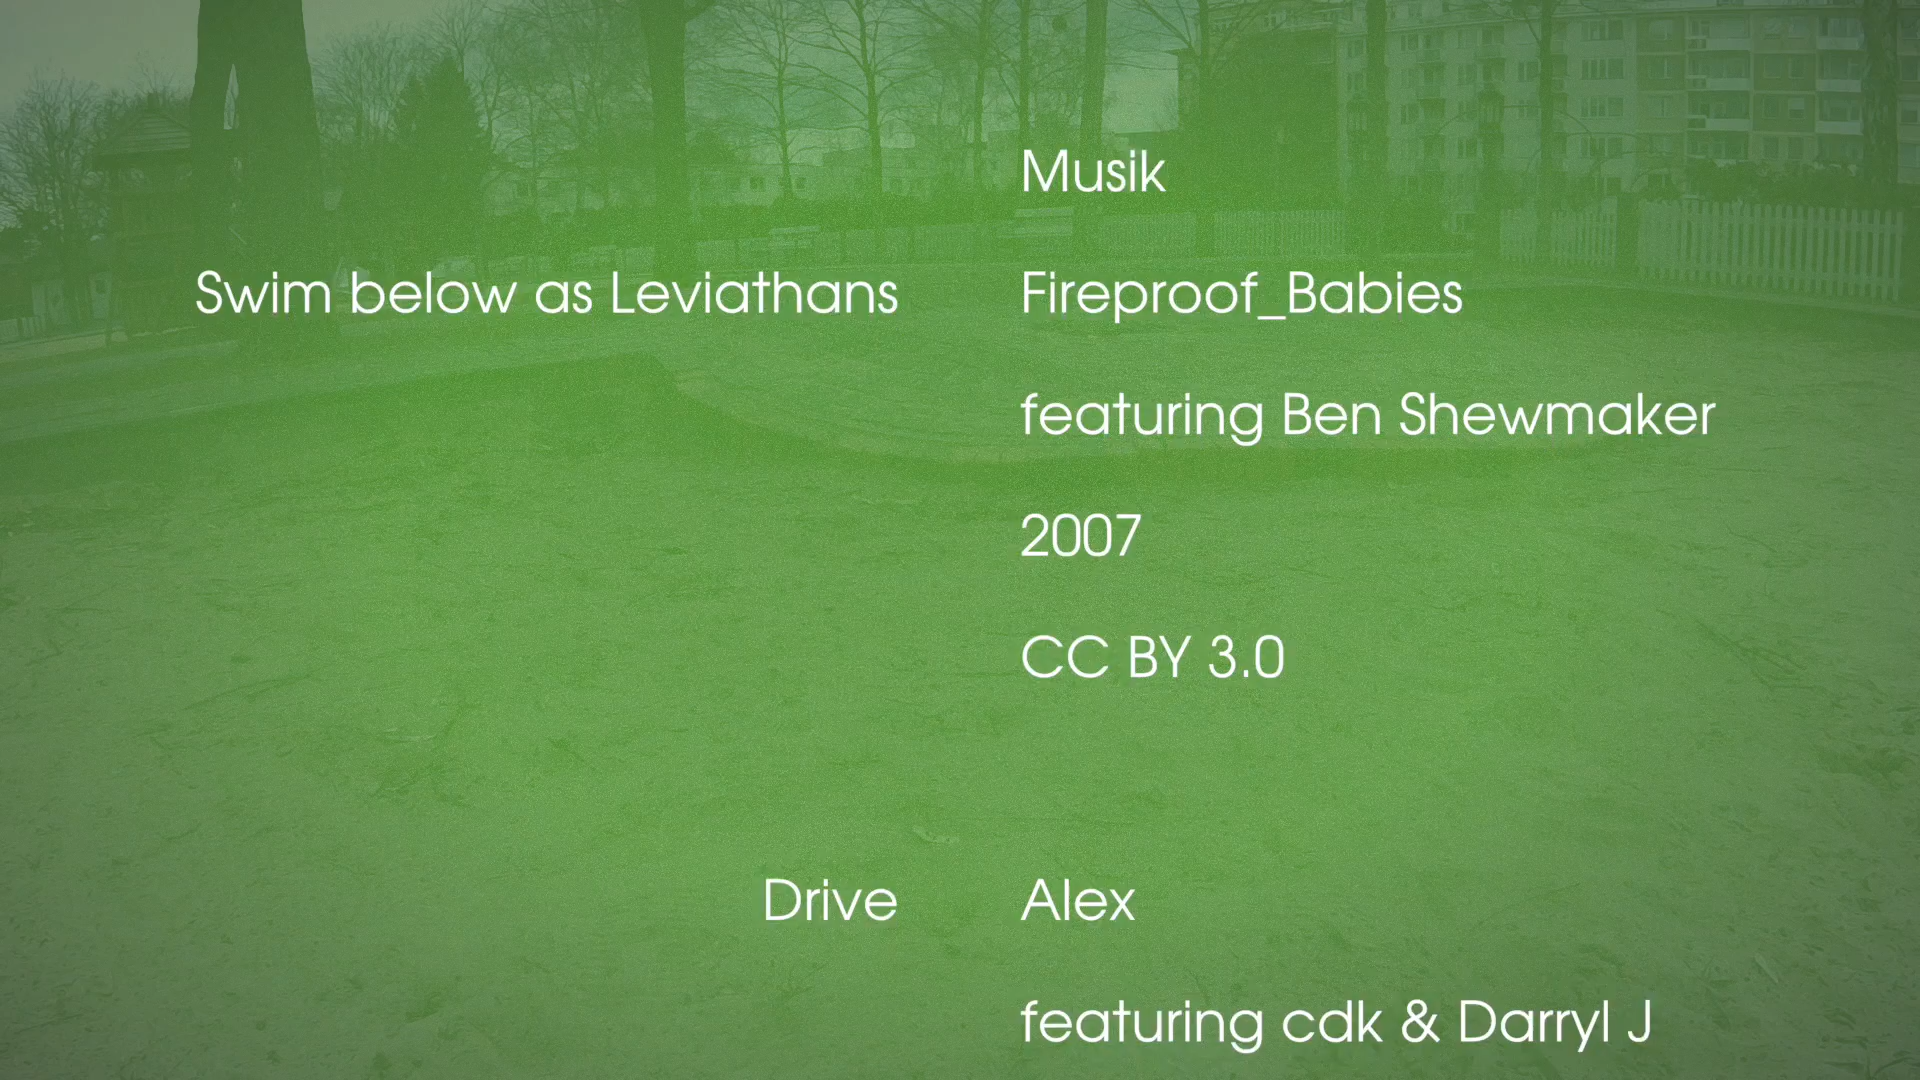 Musik
Swim below as Leviathans Fireproof_Babies
featuring Ben Shewmaker
2007
CC BY 3.0
Drive Alex
featuring cdk & Darryl J